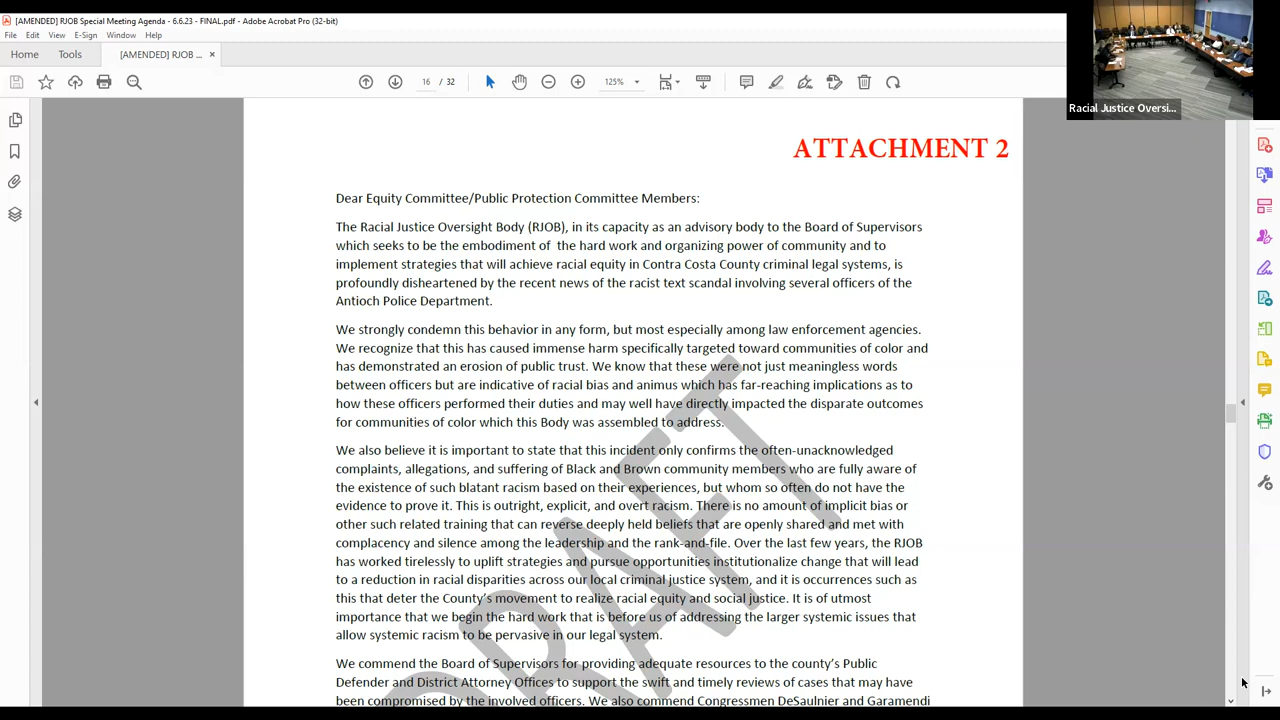 [AMENDED] RJOB Special Meeting Agenda - 6.6.23 - FINAL.pdf - Adobe Acrobat Pro (32-bit)
File Edit View E-Sign Window Help
Home Tools [AMENDED] RJOB ... ×
16 / 32 125%
Racial Justice Oversi...
ATTACHMENT 2
Dear Equity Committee/Public Protection Committee Members:
The Racial Justice Oversight Body (RJOB), in its capacity as an advisory body to the Board of Supervisors
which seeks to be the embodiment of the hard work and organizing power of community and to
implement strategies that will achieve racial equity in Contra Costa County criminal legal systems, is
profoundly disheartened by the recent news of the racist text scandal involving several officers of the
Antioch Police Department.
We strongly condemn this behavior in any form, but most especially among law enforcement agencies.
We recognize that this has caused immense harm specifically targeted toward communities of color and
has demonstrated an erosion of public trust. We know that these were not just meaningless words
between officers but are indicative of racial bias and animus which has far-reaching implications as to
how these officers performed their duties and may well have directly impacted the disparate outcomes
for communities of color which this Body was assembled to address.
We also believe it is important to state that this incident only confirms the often-unacknowledged
complaints, allegations, and suffering of Black and Brown community members who are fully aware of
the existence of such blatant racism based on their experiences, but whom so often do not have the
evidence to prove it. This is outright, explicit, and overt racism. There is no amount of implicit bias or
other such related training that can reverse deeply held beliefs that are openly shared and met with
complacency and silence among the leadership and the rank-and-file. Over the last few years, the RJOB
has worked tirelessly to uplift strategies and pursue opportunities institutionalize change that will lead
to a reduction in racial disparities across our local criminal justice system, and it is occurrences such as
this that deter the County's movement to realize racial equity and social justice. It is of utmost
importance that we begin the hard work that is before us of addressing the larger systemic issues that
allow systemic racism to be pervasive in our legal system.
We commend the Board of Supervisors for providing adequate resources to the county's Public
Defender and District Attorney Offices to support the swift and timely reviews of cases that may have
been compromised by the involved officers. We also commend Congressmen DeSaulnier and Garamendi
DRAFT